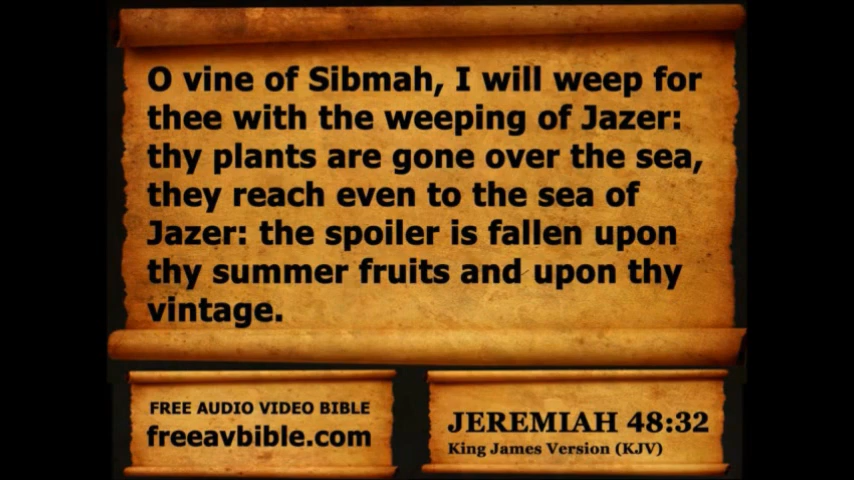 O vine of Sibmah, I will weep for
thee with the weeping of Jazer:
thy plants are gone over the sea,
they reach even to the sea of
Jazer: the spoiler is fallen upon
thy summer fruits and upon thy
vintage.
FREE AUDIO VIDEO BIBLE
freeavbible.com
JEREMIAH 48:32
King James Version (KJV)